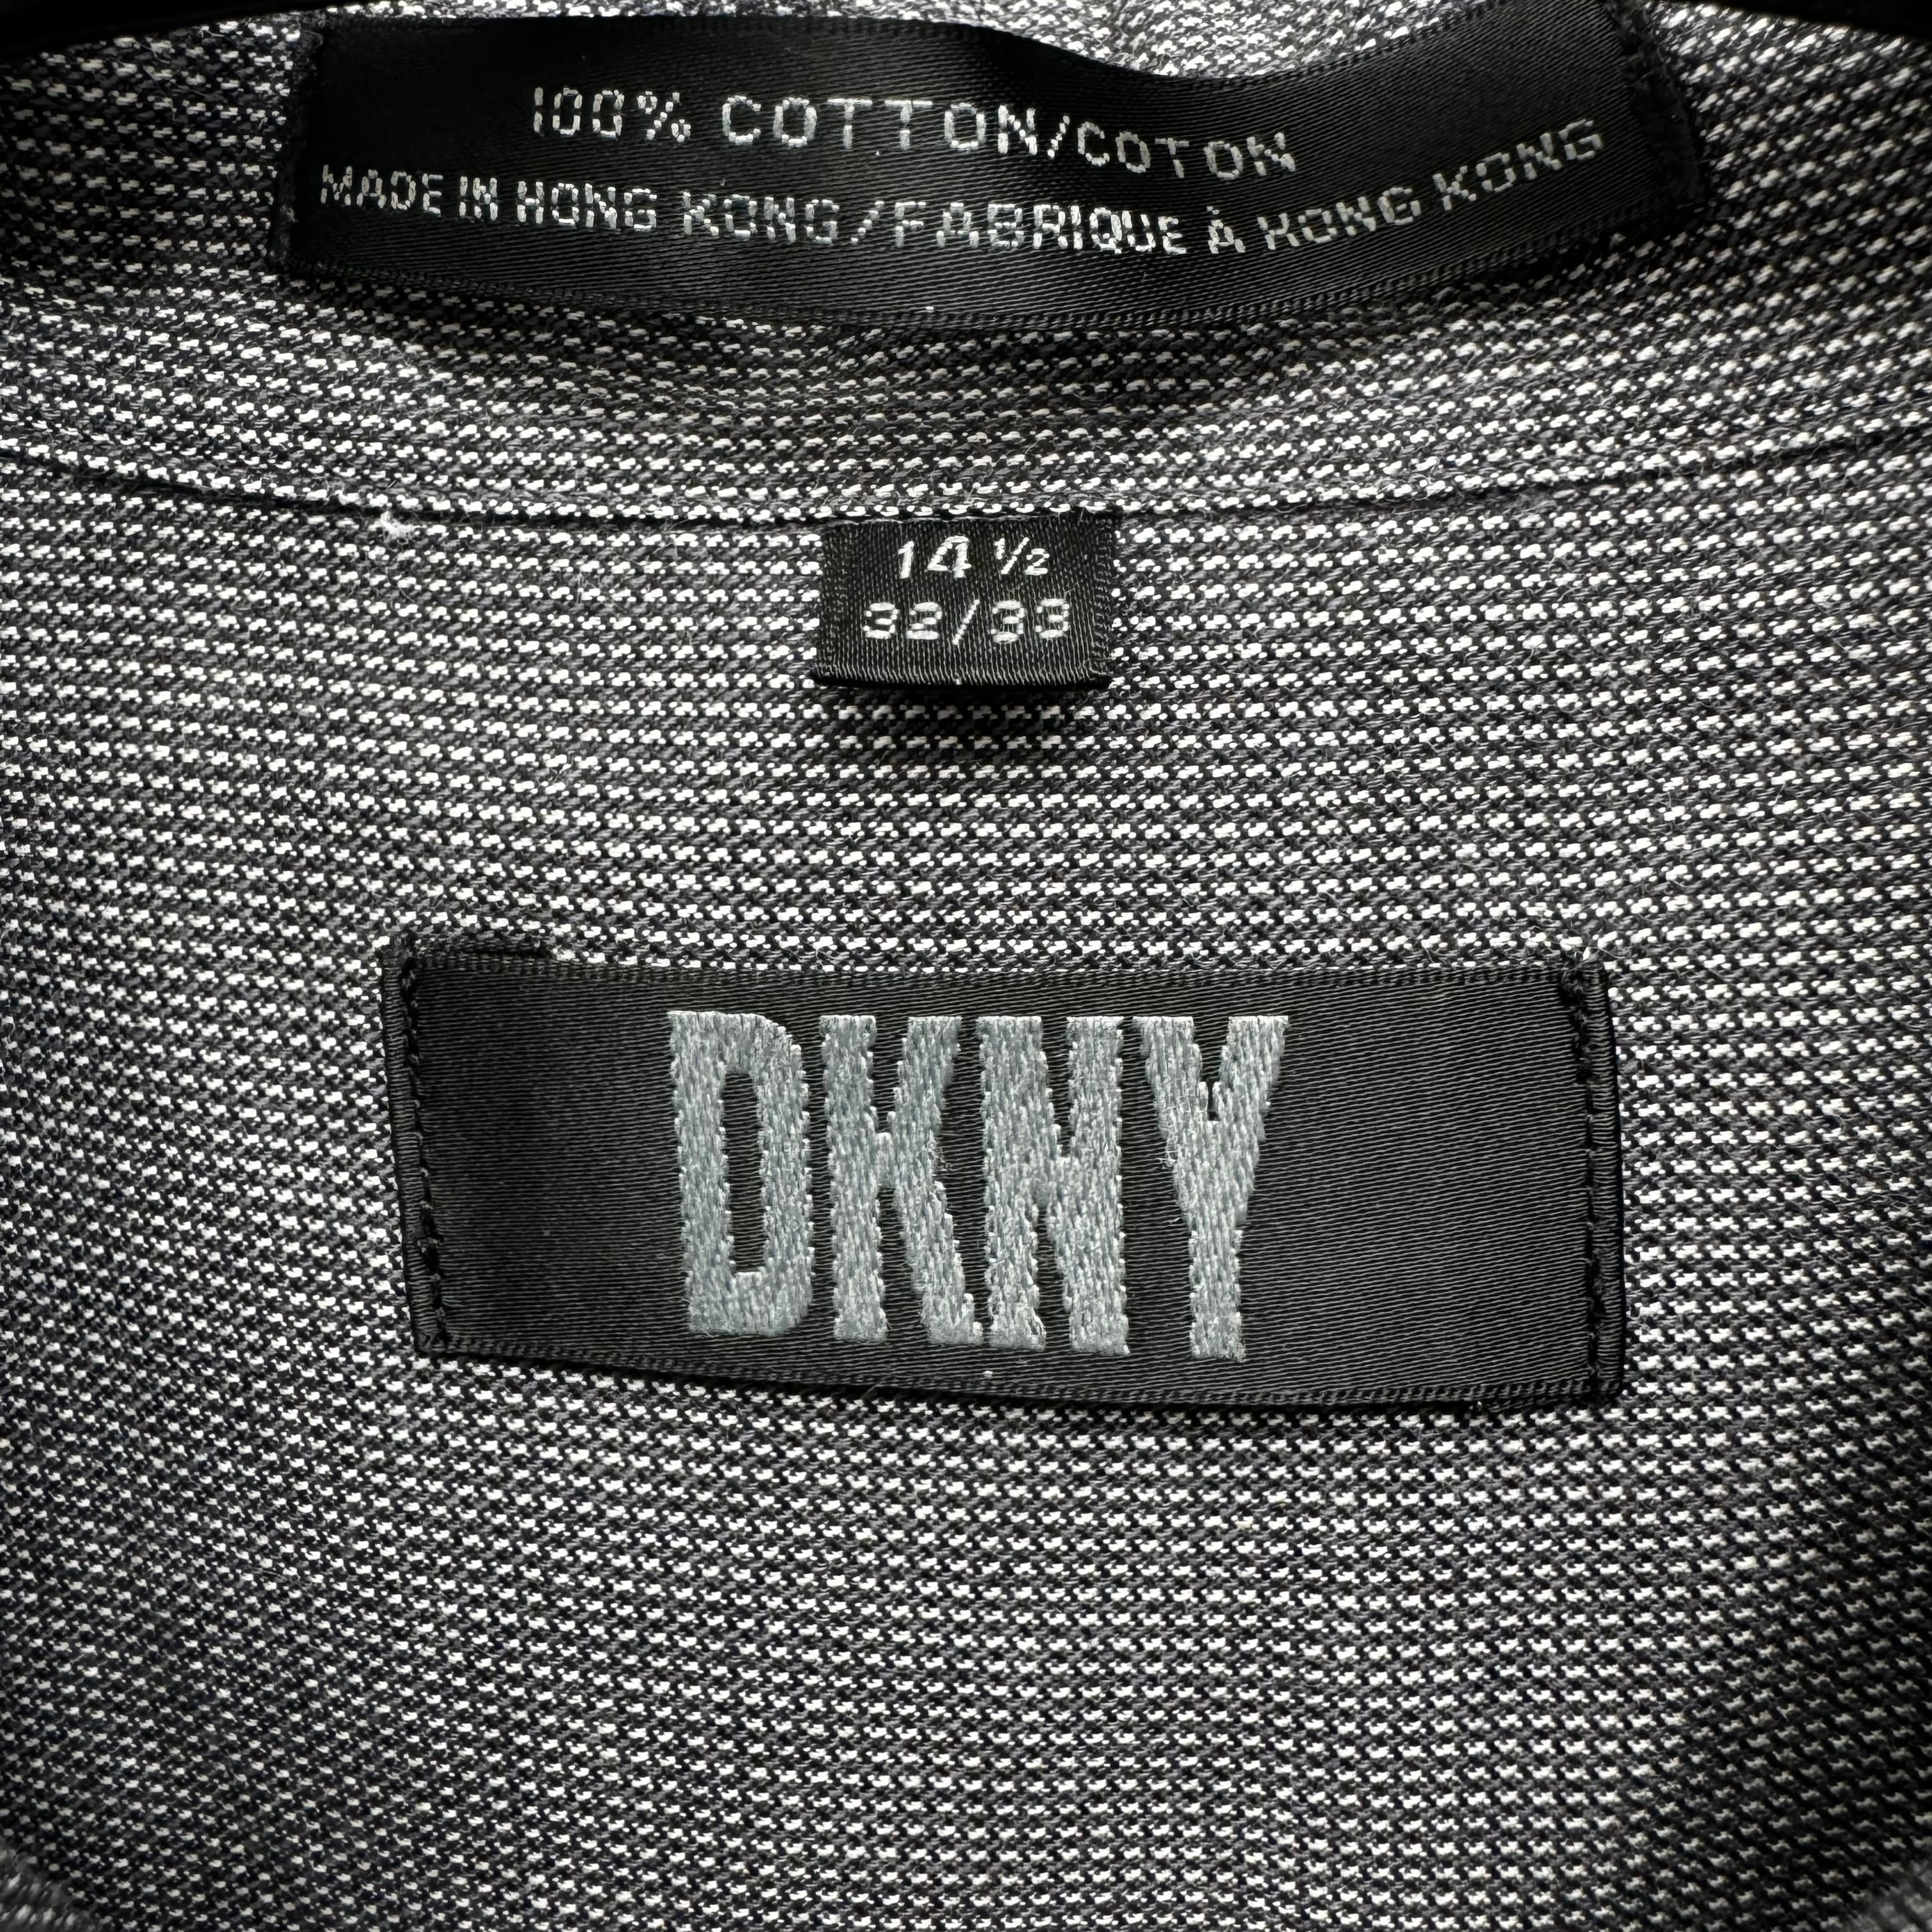 100% COTTON/COTON
MADE IN HONG KONG/FABRIQUE À HONG KONG
14 1/2
32/33
DKNY